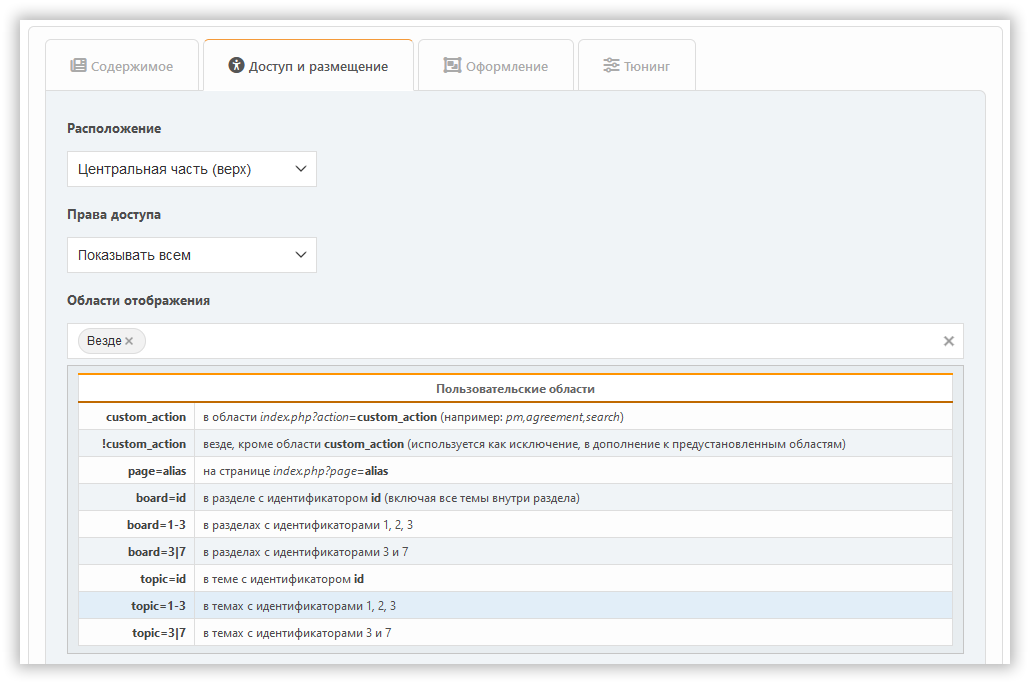 Содержимое Доступ и размещение Оформление Тюнинг
Расположение
Центральная часть (верх)
Права доступа
Показывать всем
Области отображения
Везде ×
Пользовательские области
custom_action в области index.php?action=custom_action (например: pm,agreement,search)
!custom_action везде, кроме области custom_action (используется как исключение, в дополнение к предустановленным областям)
page=alias на странице index.php?page=alias
board=id в разделе с идентификатором id (включая все темы внутри раздела)
board=1-3 в разделах с идентификаторами 1, 2, 3
board=3|7 в разделах с идентификаторами 3 и 7
topic=id в теме с идентификатором id
topic=1-3 в темах с идентификаторами 1, 2, 3
topic=3|7 в темах с идентификаторами 3 и 7